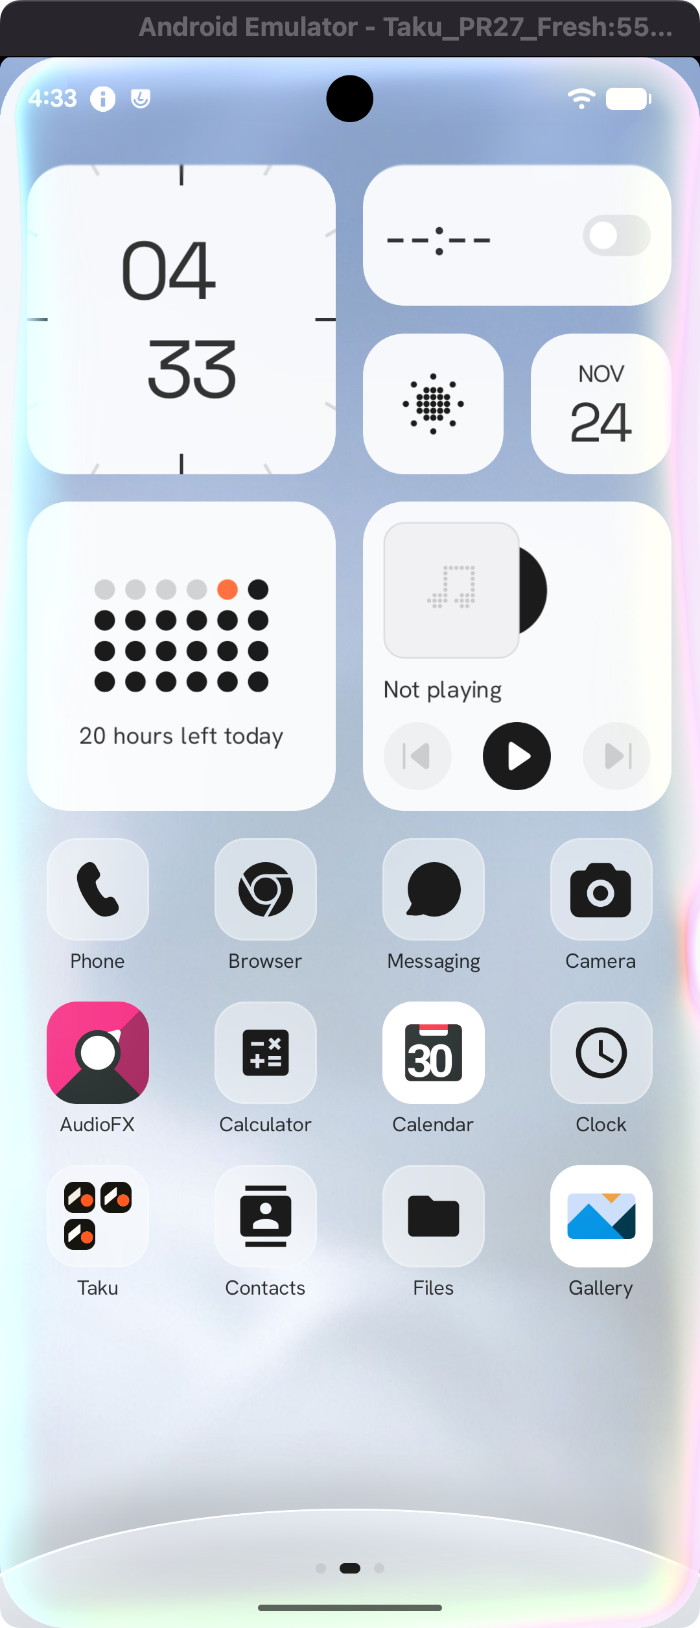 Android Emulator - Taku_PR27_Fresh:55...
4:33
04
33
--:--
NOV
24
20 hours left today
Not playing
Phone
Browser
Messaging
Camera
30
AudioFX
Calculator
Calendar
Clock
Taku
Contacts
Files
Gallery